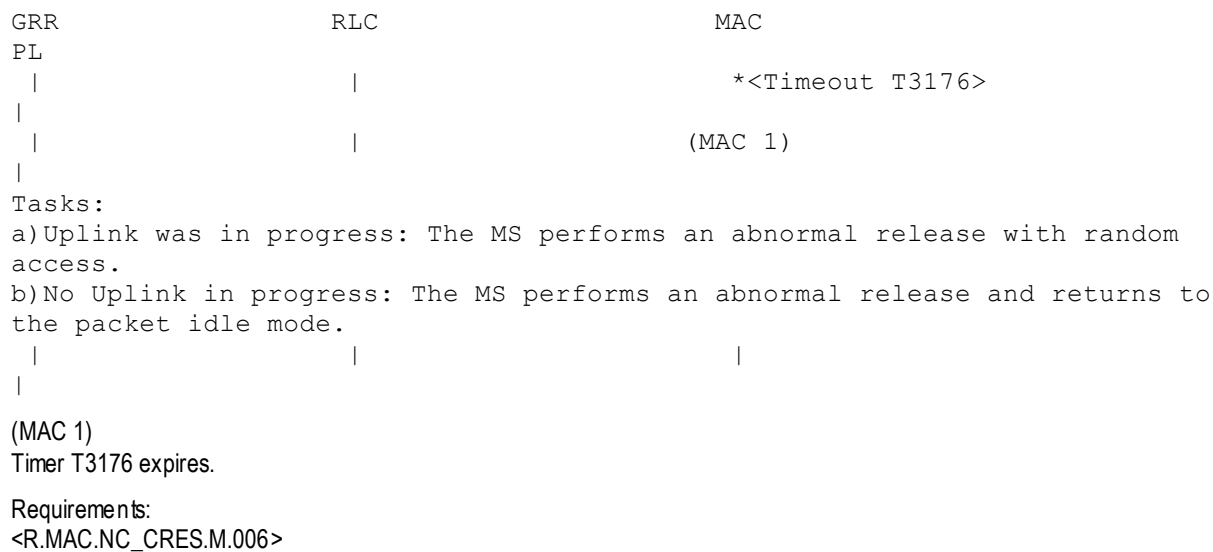 GRR                 RLC                     MAC
PL
 |                   |                       *<Timeout T3176>
|
 |                   |                    (MAC 1)
|
Tasks:
a)Uplink was in progress: The MS performs an abnormal release with random
access.
b)No Uplink in progress: The MS performs an abnormal release and returns to
the packet idle mode.
 |                   |                       |
|
(MAC 1)
Timer T3176 expires.
Requirements:
<R.MAC.NC_CRES.M.006>